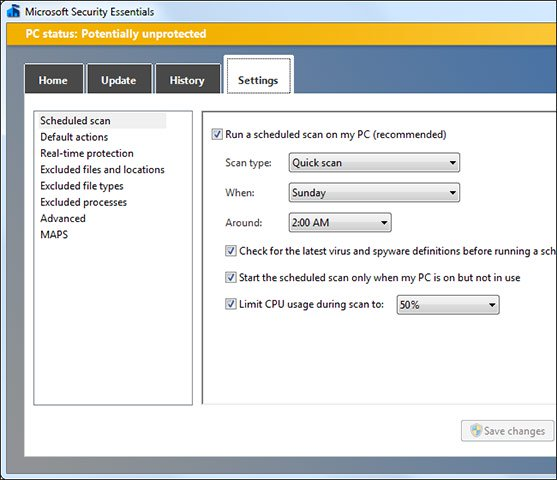 Microsoft Security Essentials
PC status: Potentially unprotected
Home Update History Settings
Scheduled scan
Default actions
Real-time protection
Excluded files and locations
Excluded file types
Excluded processes
Advanced
MAPS
Run a scheduled scan on my PC (recommended)
Scan type: Quick scan
When: Sunday
Around: 2:00 AM
Check for the latest virus and spyware definitions before running a sch
Start the scheduled scan only when my PC is on but not in use
Limit CPU usage during scan to: 50%
Save changes